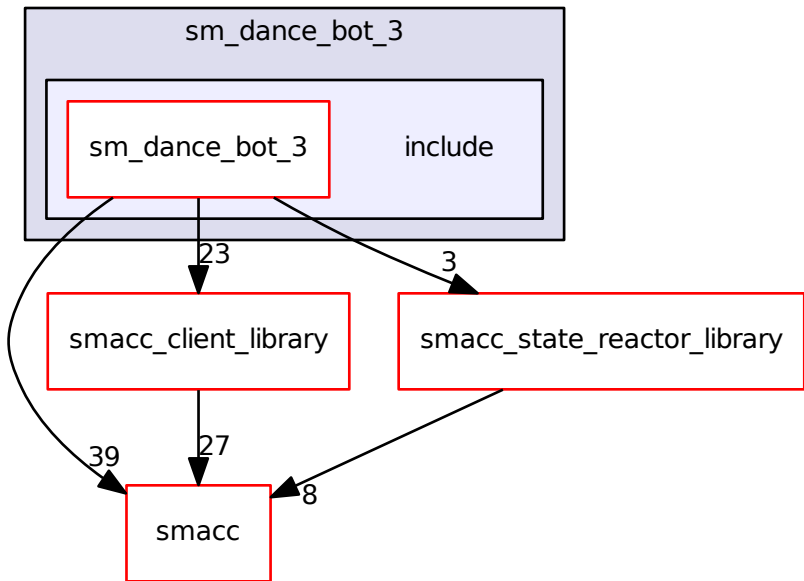 sm_dance_bot_3
sm_dance_bot_3
include
23
3
smacc_client_library
smacc_state_reactor_library
39
27
8
smacc